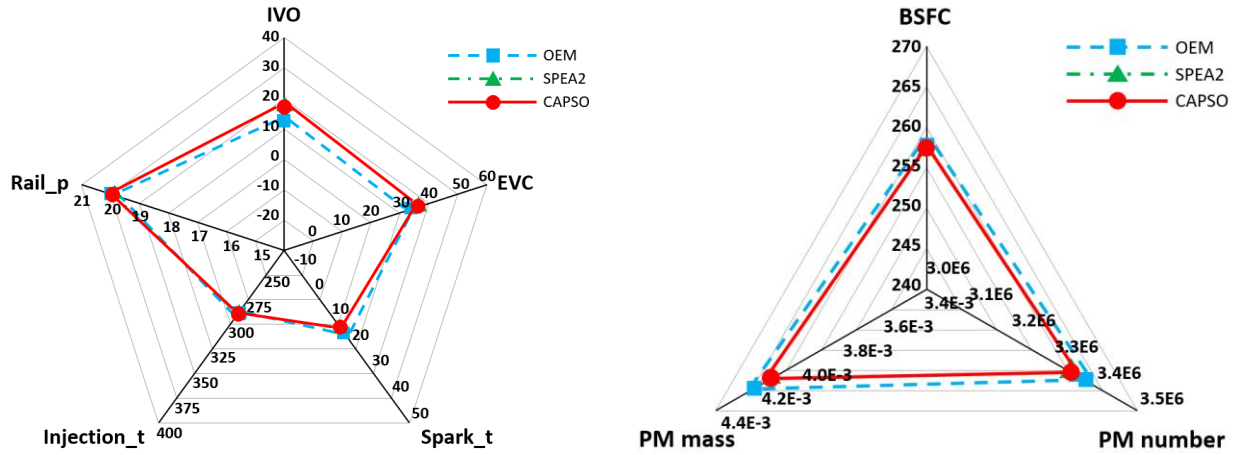 IVO
40
30
20
10
0
-10
-20
OEM
SPEA2
CAPSO
EVC
0
10
20
30
40
50
60
Spark_t
-10
0
10
20
30
40
50
Injection_t
250
275
300
325
350
375
400
Rail_p
15
16
17
18
19
20
21
BSFC
270
265
260
255
250
245
240
OEM
SPEA2
CAPSO
PM number
3.0E6
3.1E6
3.2E6
3.3E6
3.4E6
3.5E6
PM mass
3.4E-3
3.6E-3
3.8E-3
4.0E-3
4.2E-3
4.4E-3